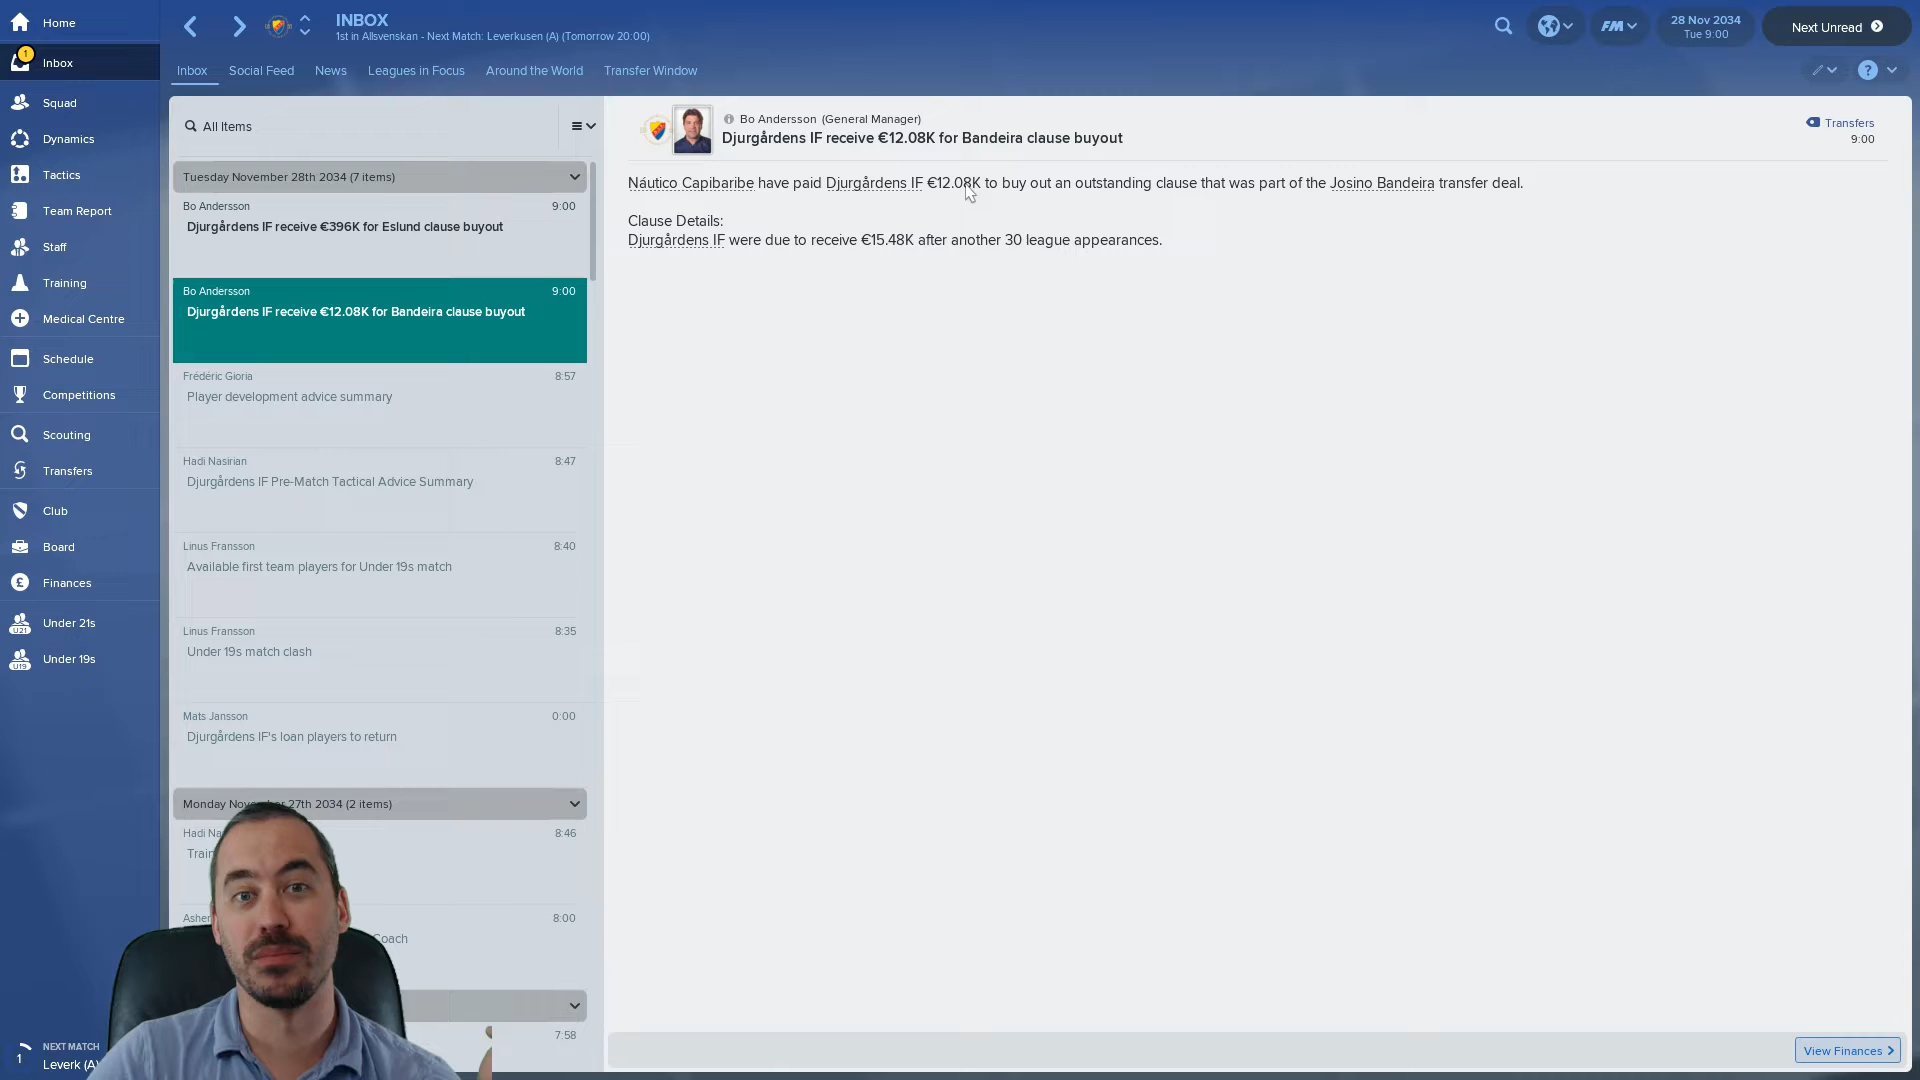 Home
1
Inbox
Squad
Dynamics
Tactics
Team Report
Staff
Training
Medical Centre
Schedule
Competitions
Scouting
Transfers
Club
Board
Finances
U21
Under 21s
U19
Under 19s
1
NEXT MATCH
Leverk (A)
INBOX
1st in Allsvenskan - Next Match: Leverkusen (A) (Tomorrow 20:00)
FM
28 Nov 2034
Tue 9:00
Next Unread
Inbox Social Feed News Leagues in Focus Around the World Transfer Window
?
All Items
Tuesday November 28th 2034 (7 items)
Bo Andersson 9:00
Djurgårdens IF receive €396K for Eslund clause buyout
Bo Andersson 9:00
Djurgårdens IF receive €12.08K for Bandeira clause buyout
Frédéric Gioria 8:57
Player development advice summary
Hadi Nasirian 8:47
Djurgårdens IF Pre-Match Tactical Advice Summary
Linus Fransson 8:40
Available first team players for Under 19s match
Linus Fransson 8:35
Under 19s match clash
Mats Jansson 0:00
Djurgårdens IF's loan players to return
Monday November 27th 2034 (2 items)
Hadi 8:46
8:00
Coach
7:58
Bo Andersson (General Manager)
Djurgårdens IF receive €12.08K for Bandeira clause buyout
Transfers
9:00
Náutico Capibaribe have paid Djurgårdens IF €12.08K to buy out an outstanding clause that was part of the Josino Bandeira transfer deal.
Clause Details:
Djurgårdens IF were due to receive €15.48K after another 30 league appearances.
View Finances